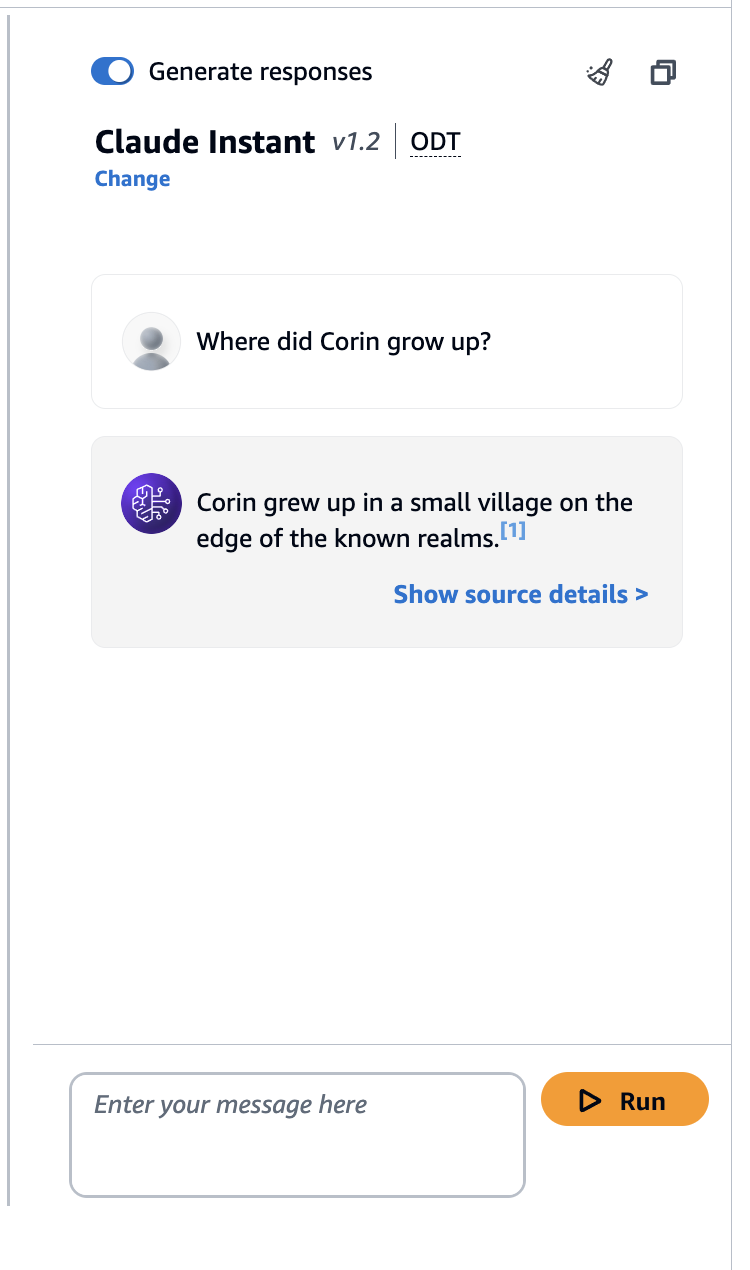 Generate responses
Claude Instant v1.2 ODT
Change
Where did Corin grow up?
Corin grew up in a small village on the
edge of the known realms.[1]
Show source details >
Enter your message here
Run